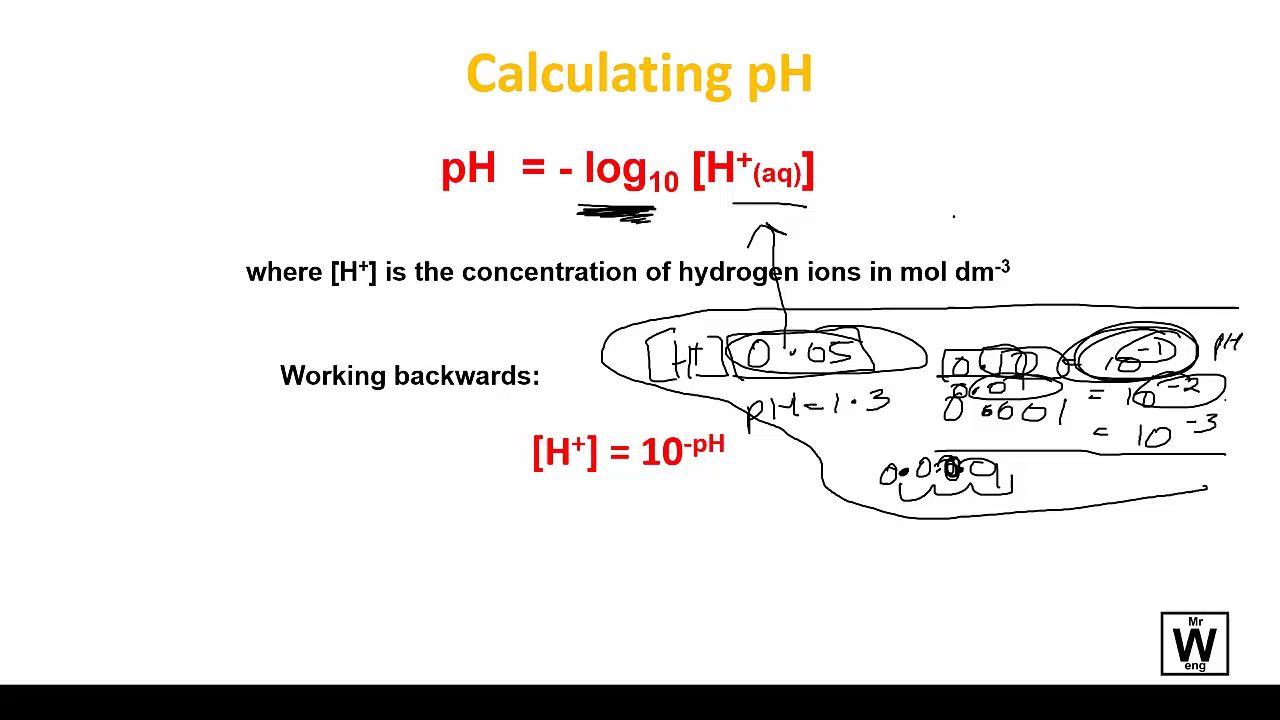 Calculating pH
pH = - log₁₀ [H⁺(aq)]
where [H⁺] is the concentration of hydrogen ions in mol dm⁻³
[H+] 0.05
10⁻¹
pH
Working backwards:
0.01 = 10⁻²
pH = 1.3
0.001 = 10⁻³
[H⁺] = 10⁻ᵖᴴ
Mr
W
eng